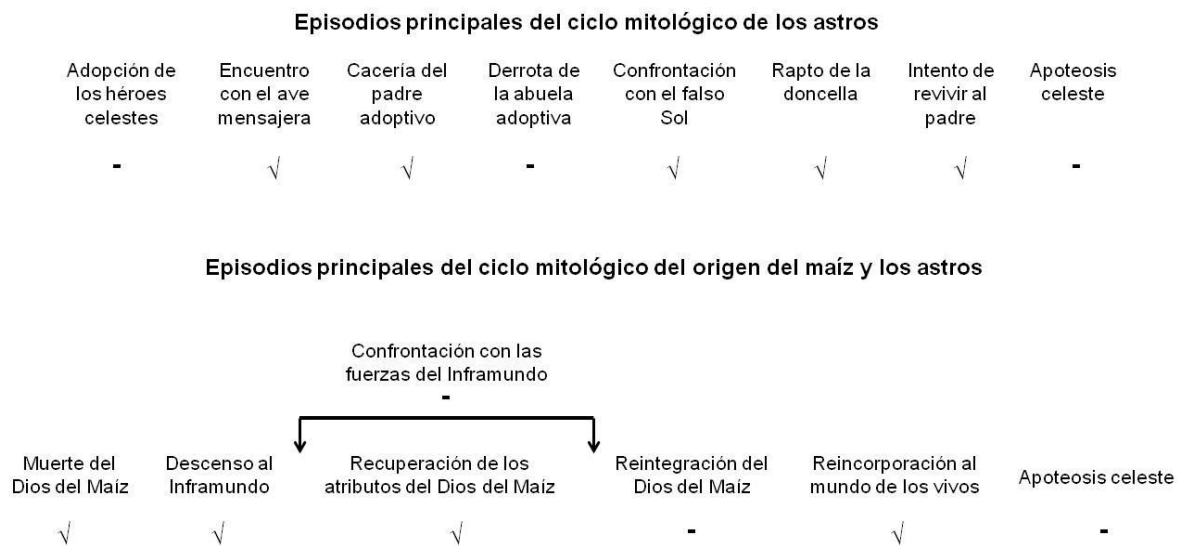 Episodios principales del ciclo mitológico de los astros
Adopción de Encuentro Cacería del Derrota de Confrontación Rapto de la Intento de Apoteosis
los héroes con el ave padre la abuela con el falso doncella revivir al celeste
celestes mensajera adoptivo adoptiva Sol padre
- √ √ - √ √ √ -
Episodios principales del ciclo mitológico del origen del maíz y los astros
Confrontación con las
fuerzas del Inframundo
-
Muerte del Descenso al Recuperación de los Reintegración del Reincorporación al Apoteosis celeste
Dios del Maíz Inframundo atributos del Dios del Maíz Dios del Maíz mundo de los vivos
√ √ √ - √ -